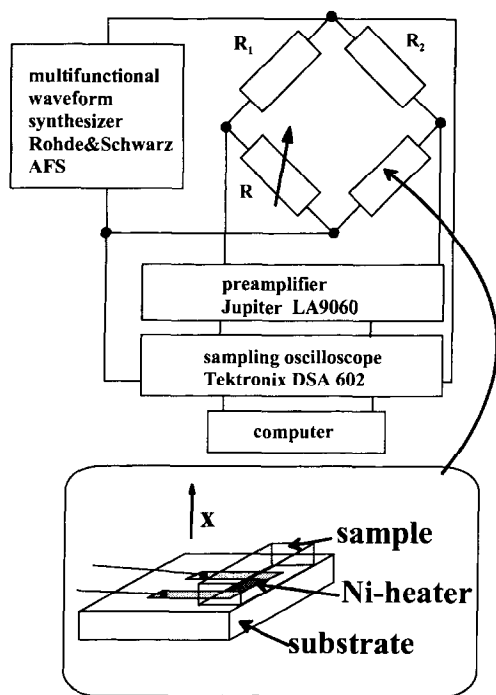 R1
R2
multifunctional
waveform
synthesizer
Rohde&Schwarz
AFS
R
preamplifier
Jupiter LA9060
sampling oscilloscope
Tektronix DSA 602
computer
x
sample
Ni-heater
substrate